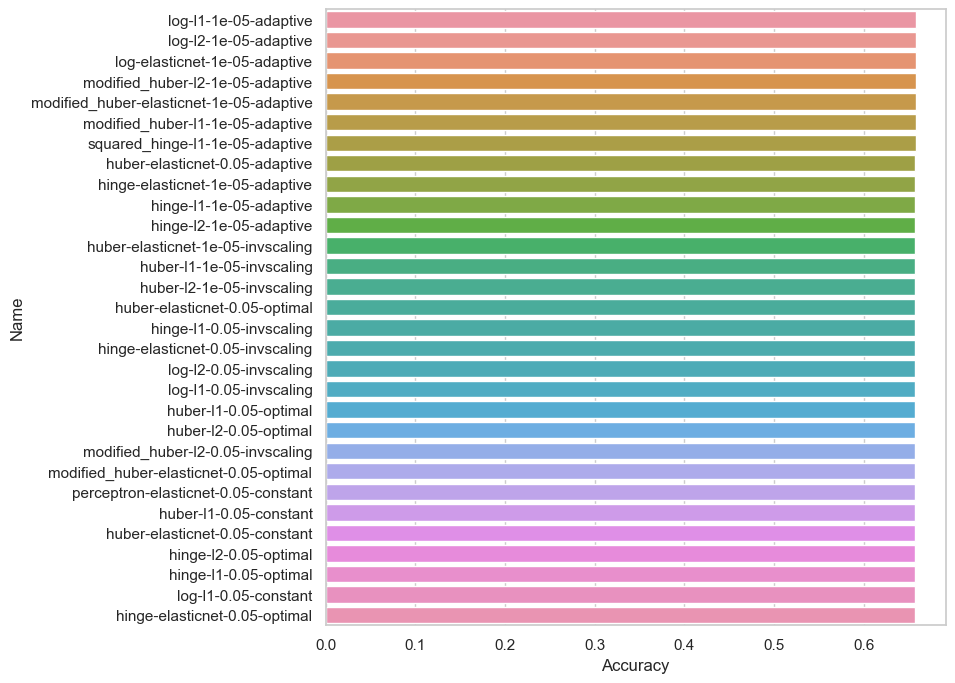 log-l1-1e-05-adaptive
log-l2-1e-05-adaptive
log-elasticnet-1e-05-adaptive
modified_huber-l2-1e-05-adaptive
modified_huber-elasticnet-1e-05-adaptive
modified_huber-l1-1e-05-adaptive
squared_hinge-l1-1e-05-adaptive
huber-elasticnet-0.05-adaptive
hinge-elasticnet-1e-05-adaptive
hinge-l1-1e-05-adaptive
hinge-l2-1e-05-adaptive
huber-elasticnet-1e-05-invscaling
huber-l1-1e-05-invscaling
huber-l2-1e-05-invscaling
huber-elasticnet-0.05-optimal
hinge-l1-0.05-invscaling
hinge-elasticnet-0.05-invscaling
log-l2-0.05-invscaling
log-l1-0.05-invscaling
huber-l1-0.05-optimal
huber-l2-0.05-optimal
modified_huber-l2-0.05-invscaling
modified_huber-elasticnet-0.05-optimal
perceptron-elasticnet-0.05-constant
huber-l1-0.05-constant
huber-elasticnet-0.05-constant
hinge-l2-0.05-optimal
hinge-l1-0.05-optimal
log-l1-0.05-constant
hinge-elasticnet-0.05-optimal
Name
0.0 0.1 0.2 0.3 0.4 0.5 0.6
Accuracy